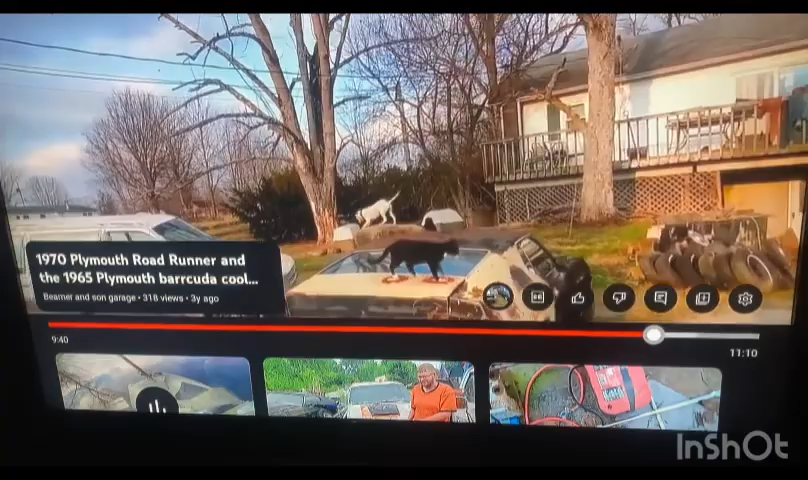 1970 Plymouth Road Runner and
the 1965 Plymouth barrcuda cool...
Beamer and son garage • 318 views • 3y ago
9:40
11:10
InShOt